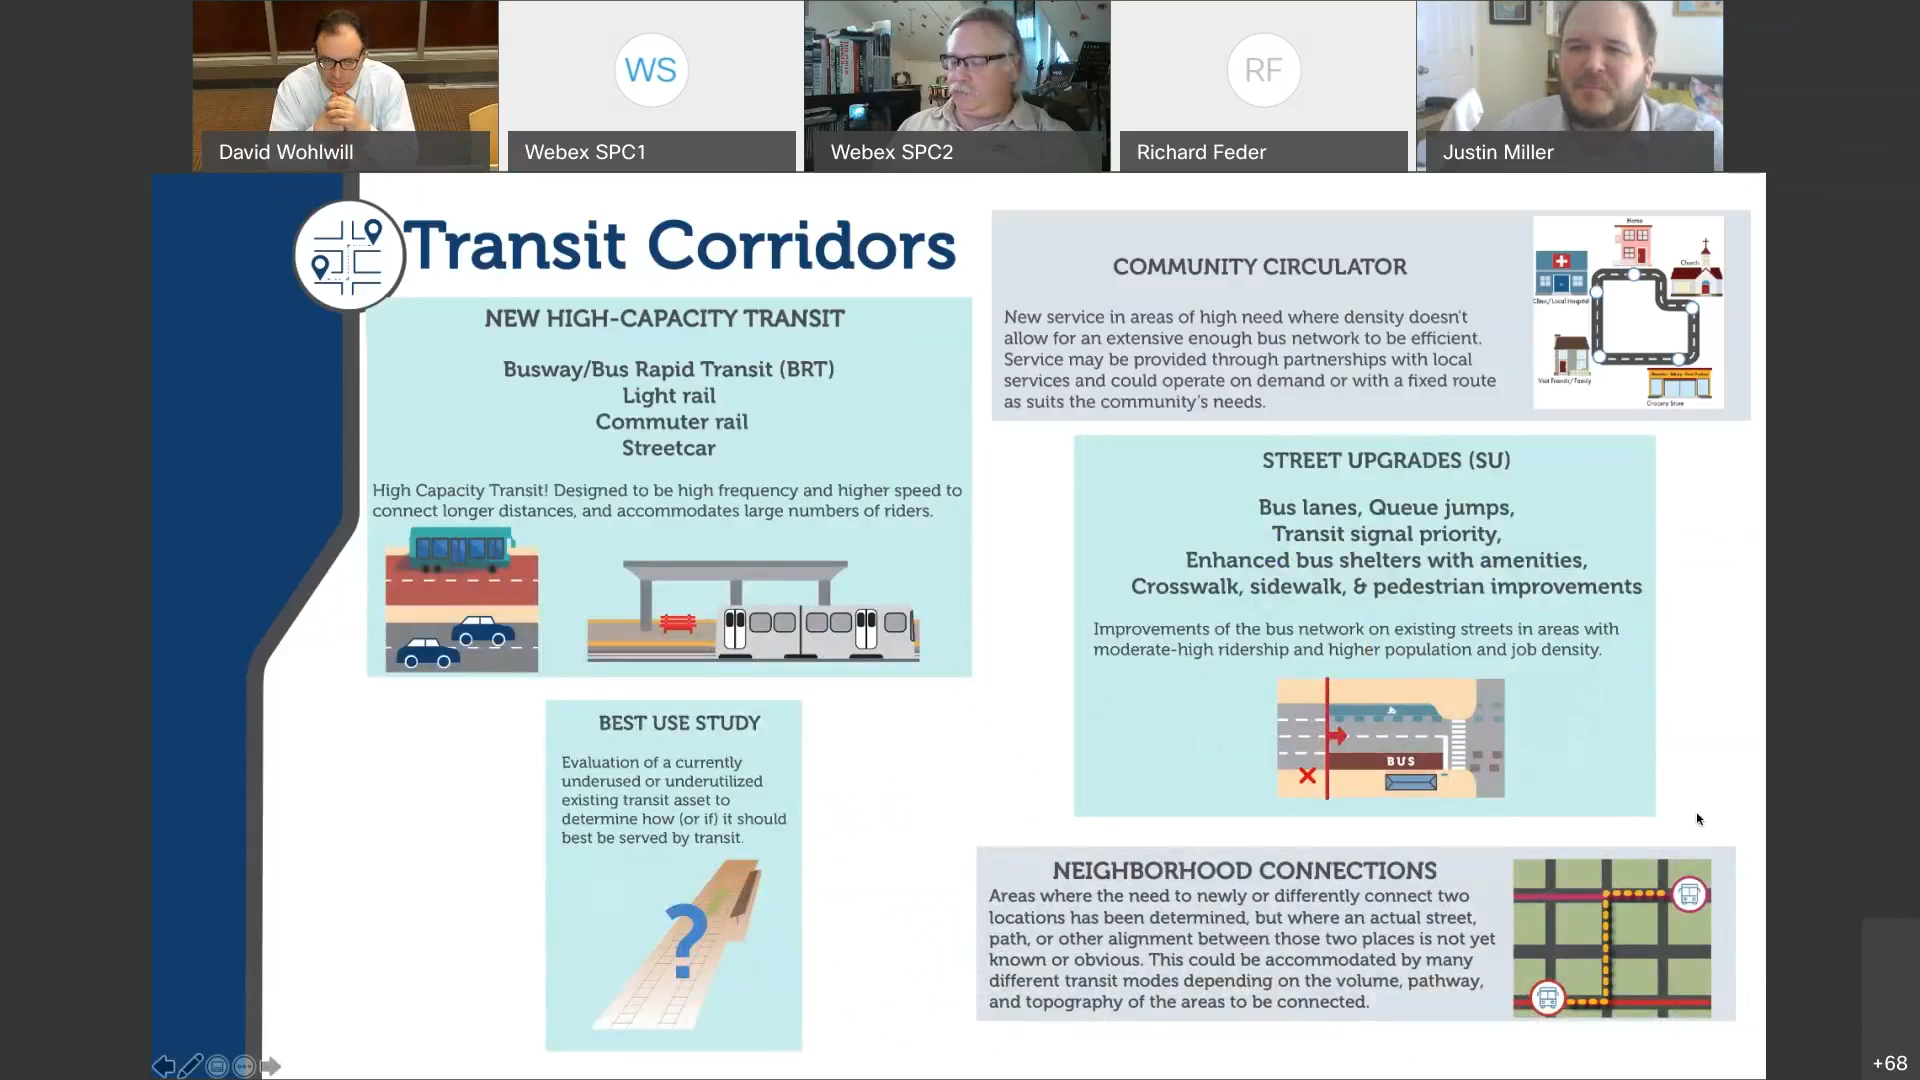 David Wohlwill
WS
Webex SPC1
Webex SPC2
RF
Richard Feder
Justin Miller
Transit Corridors
NEW HIGH-CAPACITY TRANSIT
Busway/Bus Rapid Transit (BRT)
Light rail
Commuter rail
Streetcar
High Capacity Transit! Designed to be high frequency and higher speed to
connect longer distances, and accommodates large numbers of riders.
BEST USE STUDY
Evaluation of a currently
underused or underutilized
existing transit asset to
determine how (or if) it should
best be served by transit.
?
COMMUNITY CIRCULATOR
New service in areas of high need where density doesn't
allow for an extensive enough bus network to be efficient.
Service may be provided through partnerships with local
services and could operate on demand or with a fixed route
as suits the community's needs.
Home
Church
Clinic/Local Hospital
Visit Friends/Family
Grocery Store
STREET UPGRADES (SU)
Bus lanes, Queue jumps,
Transit signal priority,
Enhanced bus shelters with amenities,
Crosswalk, sidewalk, & pedestrian improvements
Improvements of the bus network on existing streets in areas with
moderate-high ridership and higher population and job density.
BUS
NEIGHBORHOOD CONNECTIONS
Areas where the need to newly or differently connect two
locations has been determined, but where an actual street,
path, or other alignment between those two places is not yet
known or obvious. This could be accommodated by many
different transit modes depending on the volume, pathway,
and topography of the areas to be connected.
+68